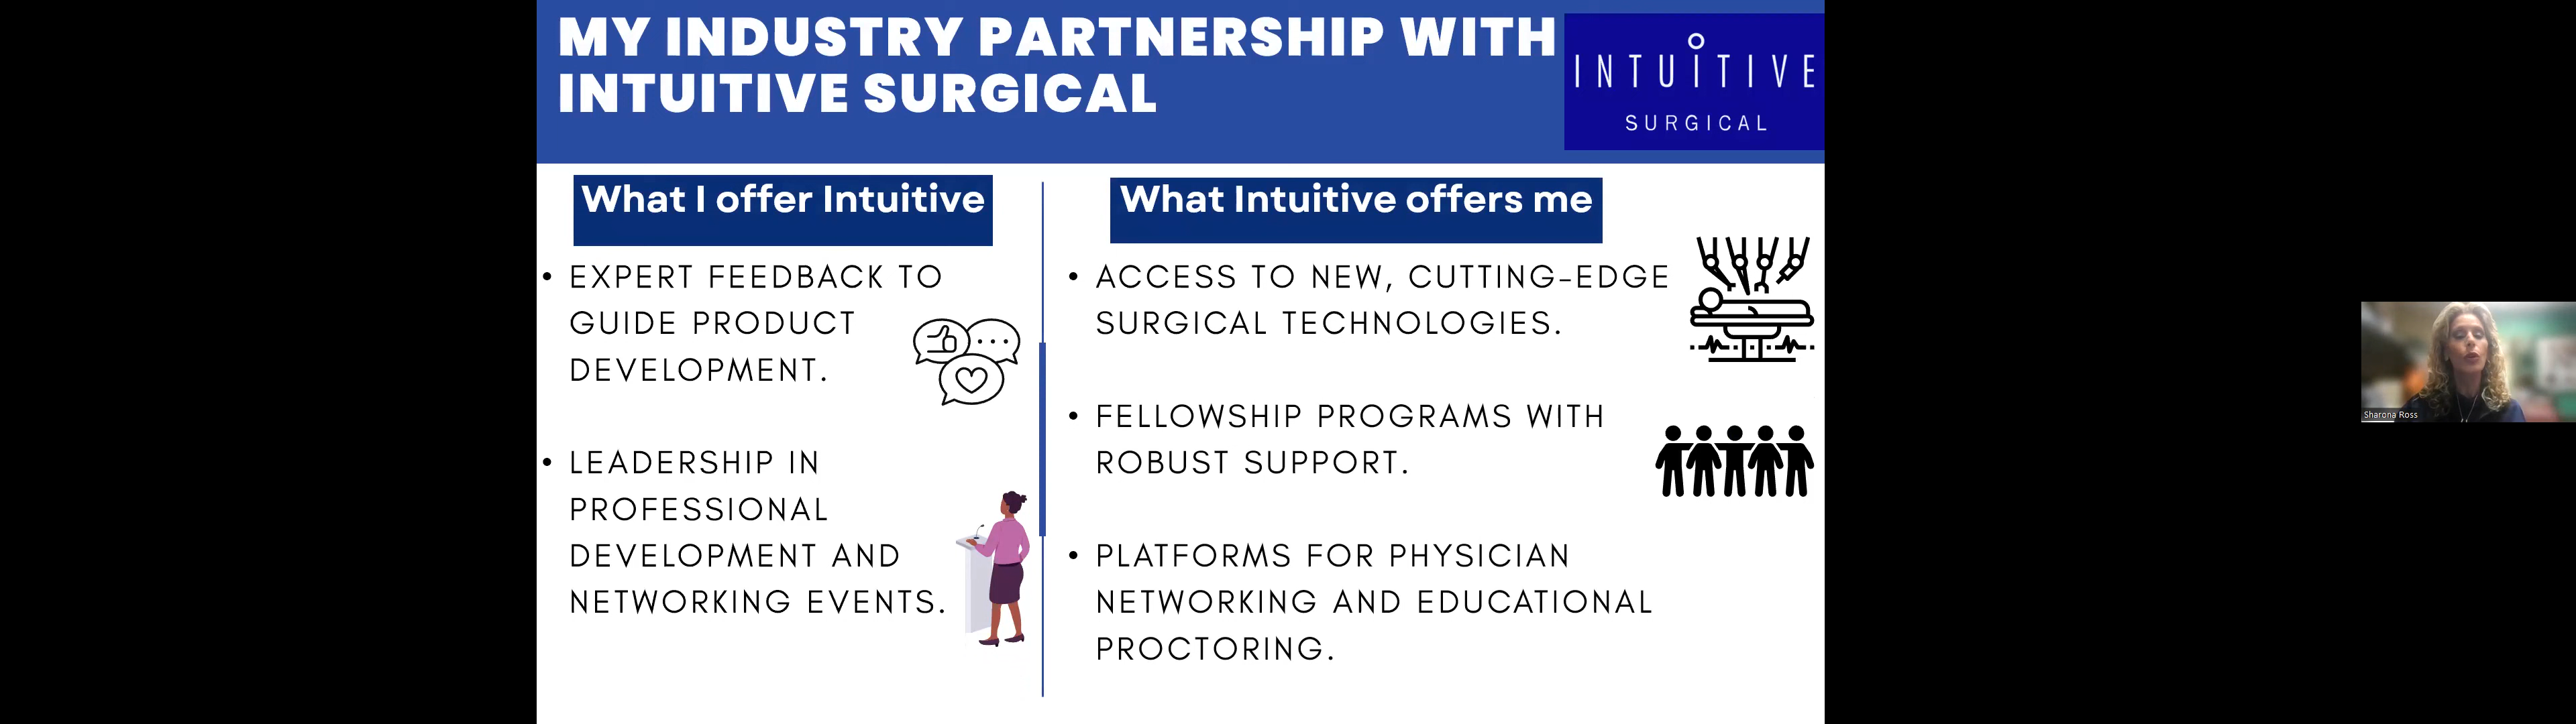 MY INDUSTRY PARTNERSHIP WITH
INTUITIVE SURGICAL
INTUITIVE
SURGICAL
What I offer Intuitive
• EXPERT FEEDBACK TO
GUIDE PRODUCT
DEVELOPMENT.
• LEADERSHIP IN
PROFESSIONAL
DEVELOPMENT AND
NETWORKING EVENTS.
What Intuitive offers me
• ACCESS TO NEW, CUTTING-EDGE
SURGICAL TECHNOLOGIES.
• FELLOWSHIP PROGRAMS WITH
ROBUST SUPPORT.
• PLATFORMS FOR PHYSICIAN
NETWORKING AND EDUCATIONAL
PROCTORING.
Sharona Ross